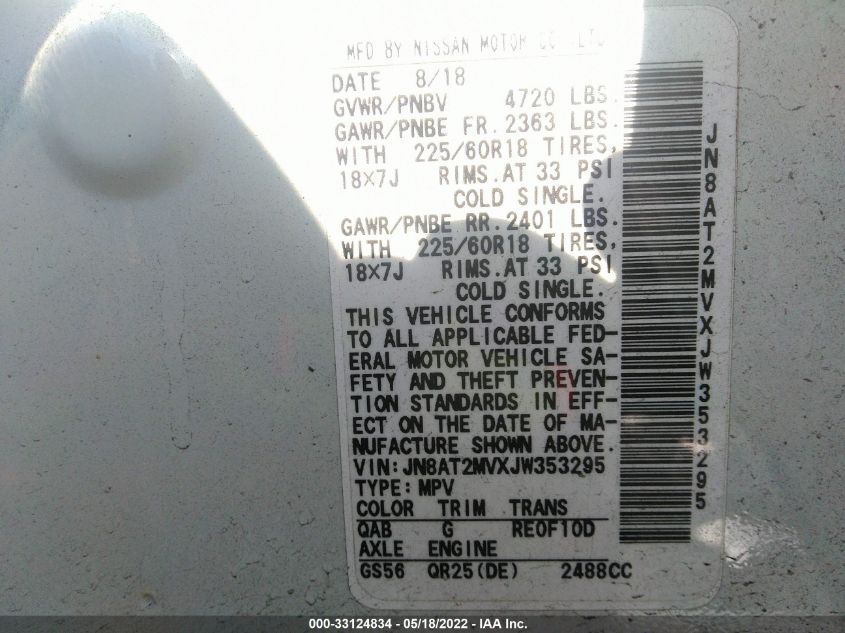 MFD BY NISSAN MOTOR CO LTD
DATE 8/18
GVWR/PNBV 4720 LBS.
GAWR/PNBE FR. 2363 LBS.
WITH 225/60R18 TIRES,
18X7J RIMS.AT 33 PSI
COLD SINGLE.
GAWR/PNBE RR. 2401 LBS.
WITH 225/60R18 TIRES,
18X7J RIMS.AT 33 PSI
COLD SINGLE.
THIS VEHICLE CONFORMS
TO ALL APPLICABLE FED-
ERAL MOTOR VEHICLE SA-
FETY AND THEFT PREVEN-
TION STANDARDS IN EFF-
ECT ON THE DATE OF MA-
NUFACTURE SHOWN ABOVE.
VIN:JN8AT2MVXJW353295
TYPE:MPV
COLOR TRIM TRANS
QAB G RE0F10D
AXLE ENGINE
GS56 QR25(DE) 2488CC
JN8AT2MVXJW353295
000-33124834 - 05/18/2022 - IAA Inc.